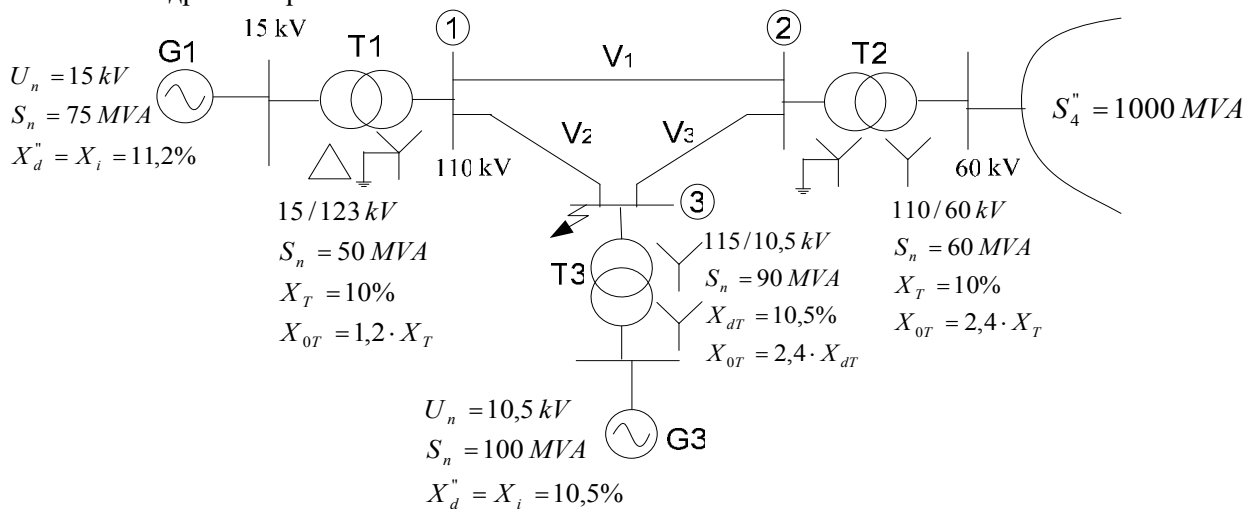 15 kV
G1
T1
1
V1
2
T2
U_n = 15 kV
S_n = 75 MVA
X_d" = X_i = 11,2%
V2
V3
S_4" = 1000 MVA
110 kV
60 kV
3
15/123 kV
S_n = 50 MVA
X_T = 10%
X_0T = 1,2 · X_T
T3
115/10,5 kV
S_n = 90 MVA
X_dT = 10,5%
X_0T = 2,4 · X_dT
110/60 kV
S_n = 60 MVA
X_T = 10%
X_0T = 2,4 · X_T
U_n = 10,5 kV
S_n = 100 MVA
X_d" = X_i = 10,5%
G3